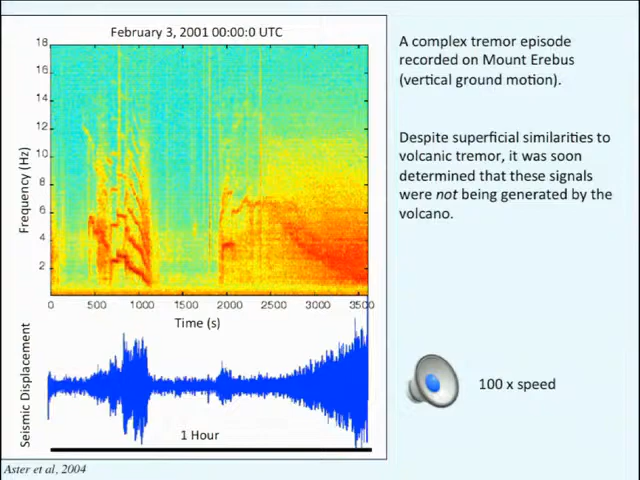 February 3, 2001 00:00:0 UTC
A complex tremor episode
recorded on Mount Erebus
(vertical ground motion).
Despite superficial similarities to
volcanic tremor, it was soon
determined that these signals
were not being generated by the
volcano.
Frequency (Hz)
18
16
14
12
10
8
6
4
2
0 500 1000 1500 2000 2500 3000 3500
Time (s)
Seismic Displacement
100 x speed
1 Hour
Aster et al, 2004